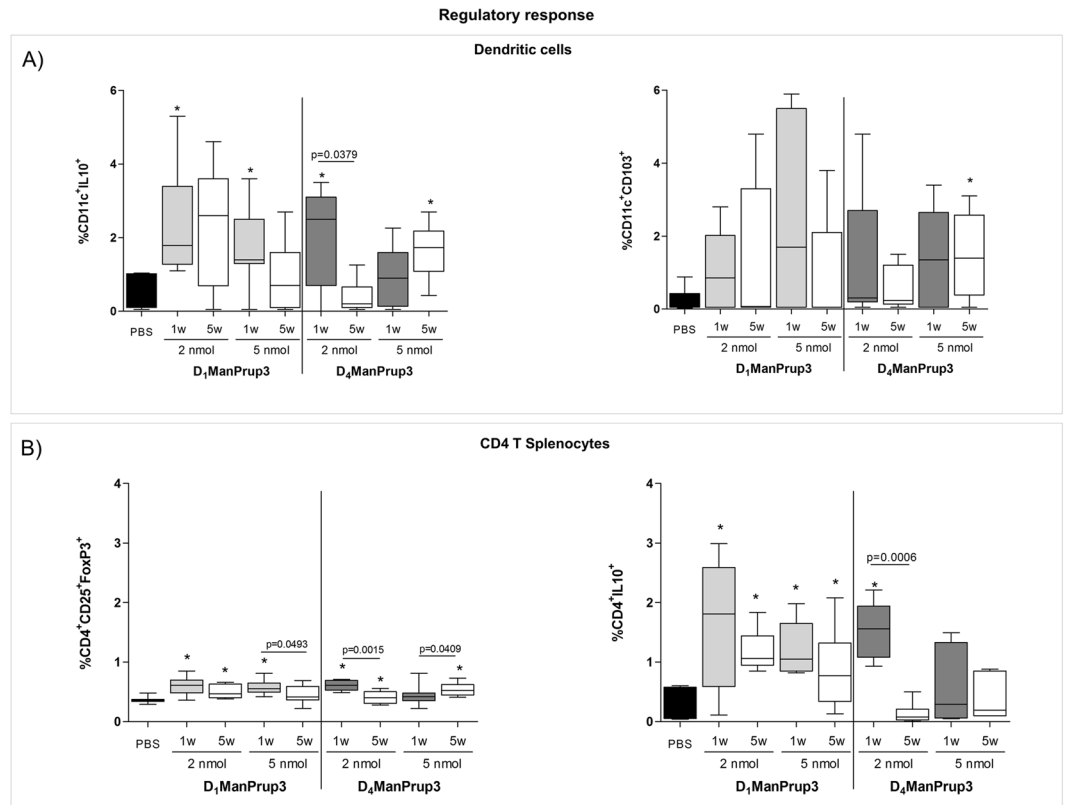 Regulatory response
A)
Dendritic cells
%CD11c⁺IL10⁺
6
4
2
0
*
*
p=0.0379
*
*
PBS
1w 5w 1w 5w 1w 5w 1w 5w
2 nmol 5 nmol 2 nmol 5 nmol
D₁ManPrup3 D₄ManPrup3
%CD11c⁺CD103⁺
6
4
2
0
*
PBS
1w 5w 1w 5w 1w 5w 1w 5w
2 nmol 5 nmol 2 nmol 5 nmol
D₁ManPrup3 D₄ManPrup3
B)
CD4 T Splenocytes
%CD4⁺CD25⁺FoxP3⁺
4
3
2
1
0
p=0.0493 p=0.0015 p=0.0409
* * * * * *
PBS
1w 5w 1w 5w 1w 5w 1w 5w
2 nmol 5 nmol 2 nmol 5 nmol
D₁ManPrup3 D₄ManPrup3
%CD4⁺IL10⁺
4
3
2
1
0
*
* * *
p=0.0006
*
PBS
1w 5w 1w 5w 1w 5w 1w 5w
2 nmol 5 nmol 2 nmol 5 nmol
D₁ManPrup3 D₄ManPrup3